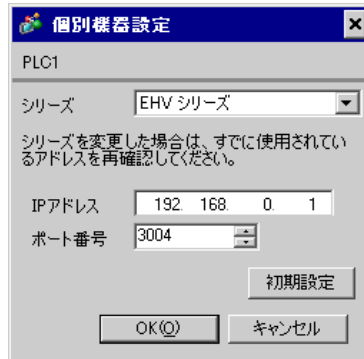 個別機器設定
PLC1
シリーズ EHV シリーズ
シリーズを変更した場合は、すでに使用されてい
るアドレスを再確認してください。
IPアドレス 192. 168. 0. 1
ポート番号 3004
初期設定
OK(O) キャンセル